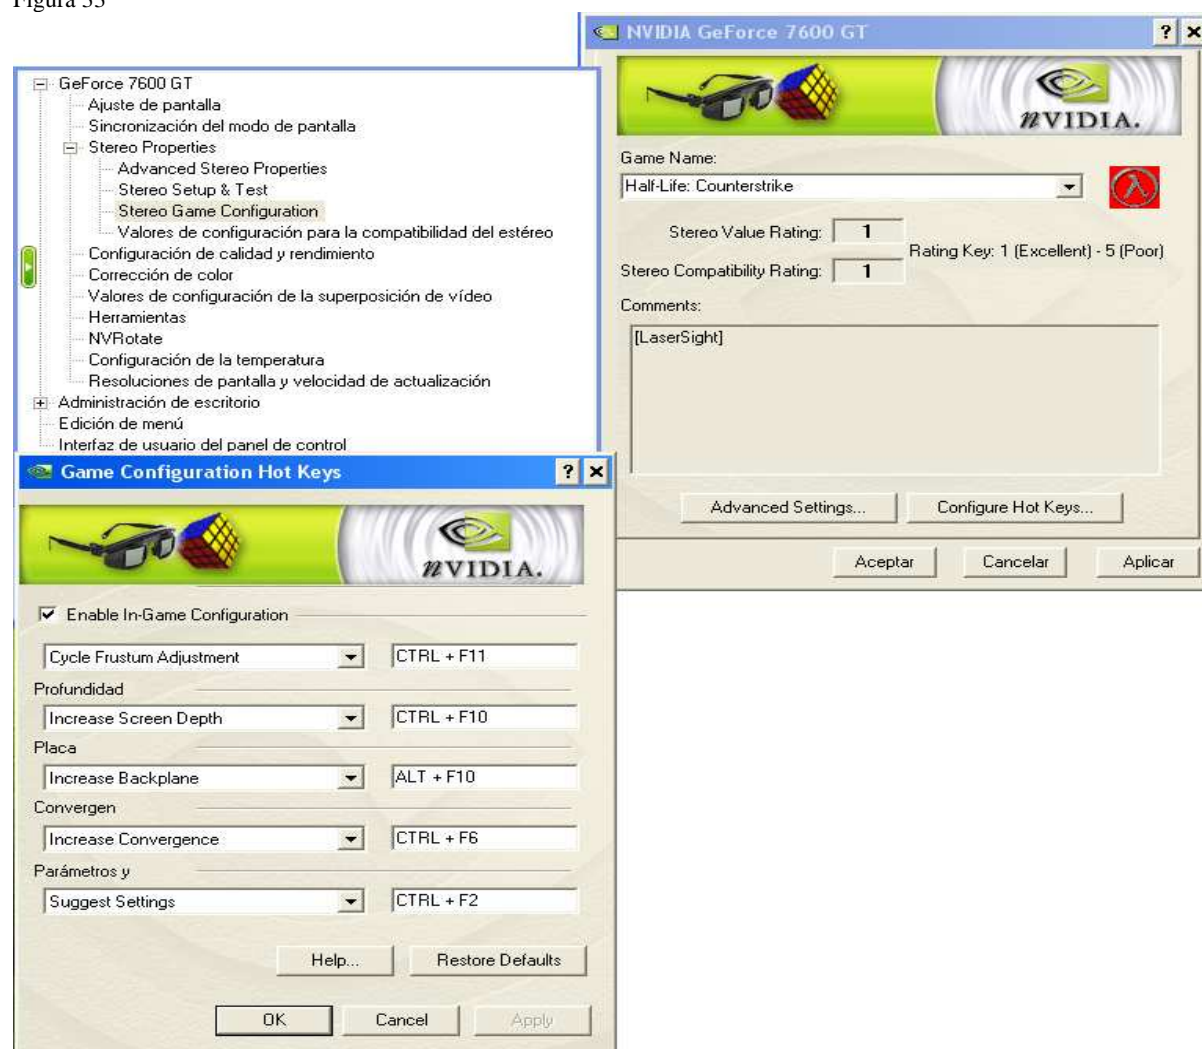 Figura 33
NVIDIA GeForce 7600 GT
GeForce 7600 GT
Ajuste de pantalla
Sincronización del modo de pantalla
Stereo Properties
Advanced Stereo Properties
Stereo Setup & Test
Stereo Game Configuration
Valores de configuración para la compatibilidad del estéreo
Configuración de calidad y rendimiento
Corrección de color
Valores de configuración de la superposición de vídeo
Herramientas
NVRotate
Configuración de la temperatura
Resoluciones de pantalla y velocidad de actualización
Administración de escritorio
Edición de menú
Interfaz de usuario del panel de control
nVIDIA.
Game Name:
Half-Life: Counterstrike
Stereo Value Rating: 1
Rating Key: 1 (Excellent) - 5 (Poor)
Stereo Compatibility Rating: 1
Comments:
[LaserSight]
Advanced Settings... Configure Hot Keys...
Aceptar Cancelar Aplicar
Game Configuration Hot Keys
nVIDIA.
Enable In-Game Configuration
Cycle Frustum Adjustment CTRL + F11
Profundidad
Increase Screen Depth CTRL + F10
Placa
Increase Backplane ALT + F10
Convergen
Increase Convergence CTRL + F6
Parámetros y
Suggest Settings CTRL + F2
Help... Restore Defaults
OK Cancel Apply